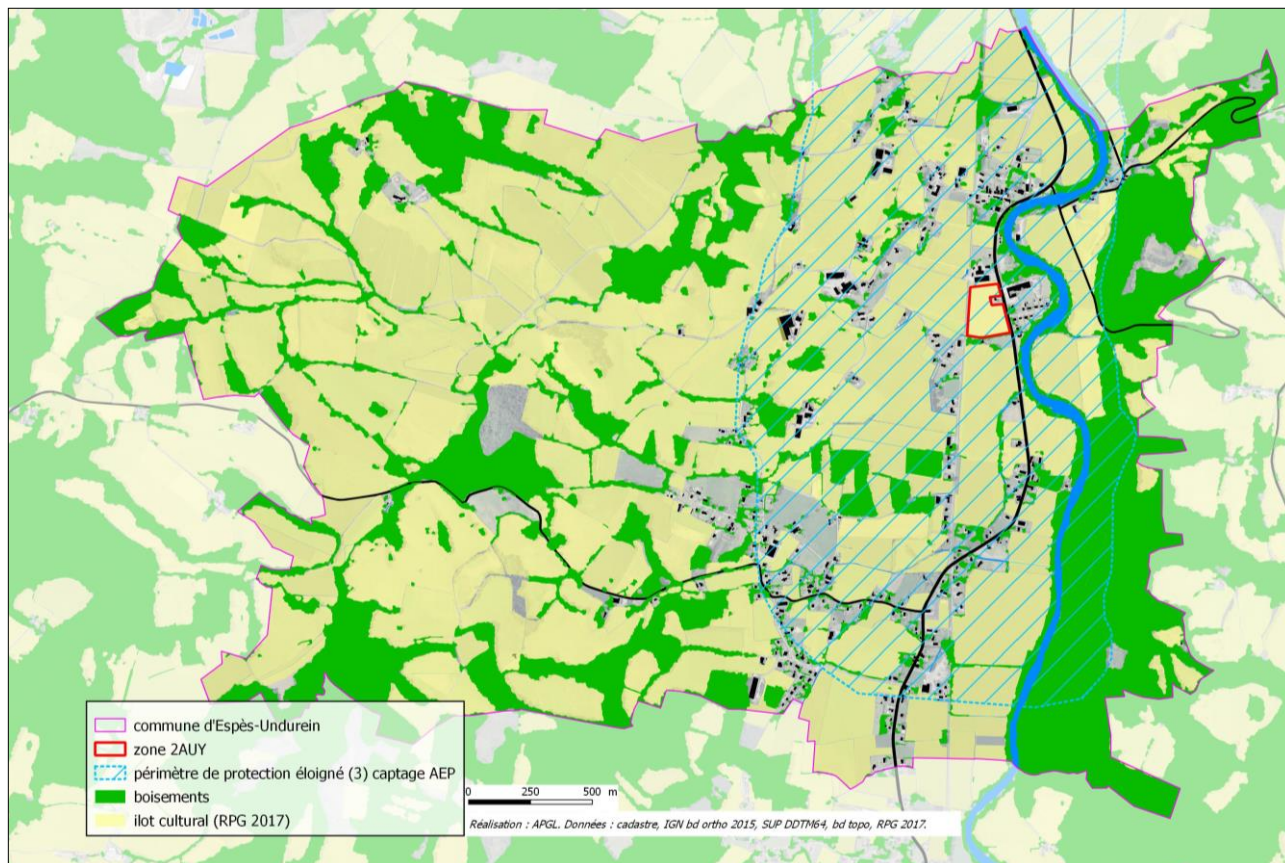 commune d'Espès-Undurein
zone 2AUY
périmètre de protection éloigné (3) captage AEP
boisements
ilot cultural (RPG 2017)
0 250 500 m
Réalisation : APGL. Données : cadastre, IGN bd ortho 2015, SUP DDTM64, bd topo, RPG 2017.